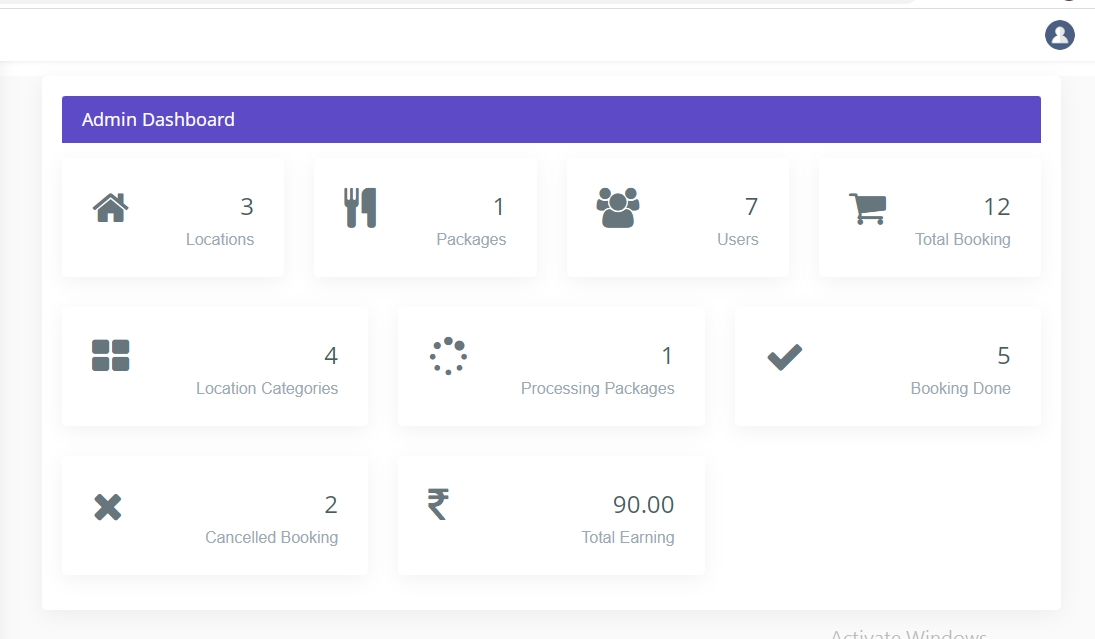 Admin Dashboard
3
Locations
1
Packages
7
Users
12
Total Booking
4
Location Categories
1
Processing Packages
5
Booking Done
2
Cancelled Booking
₹
90.00
Total Earning
Activate Windows